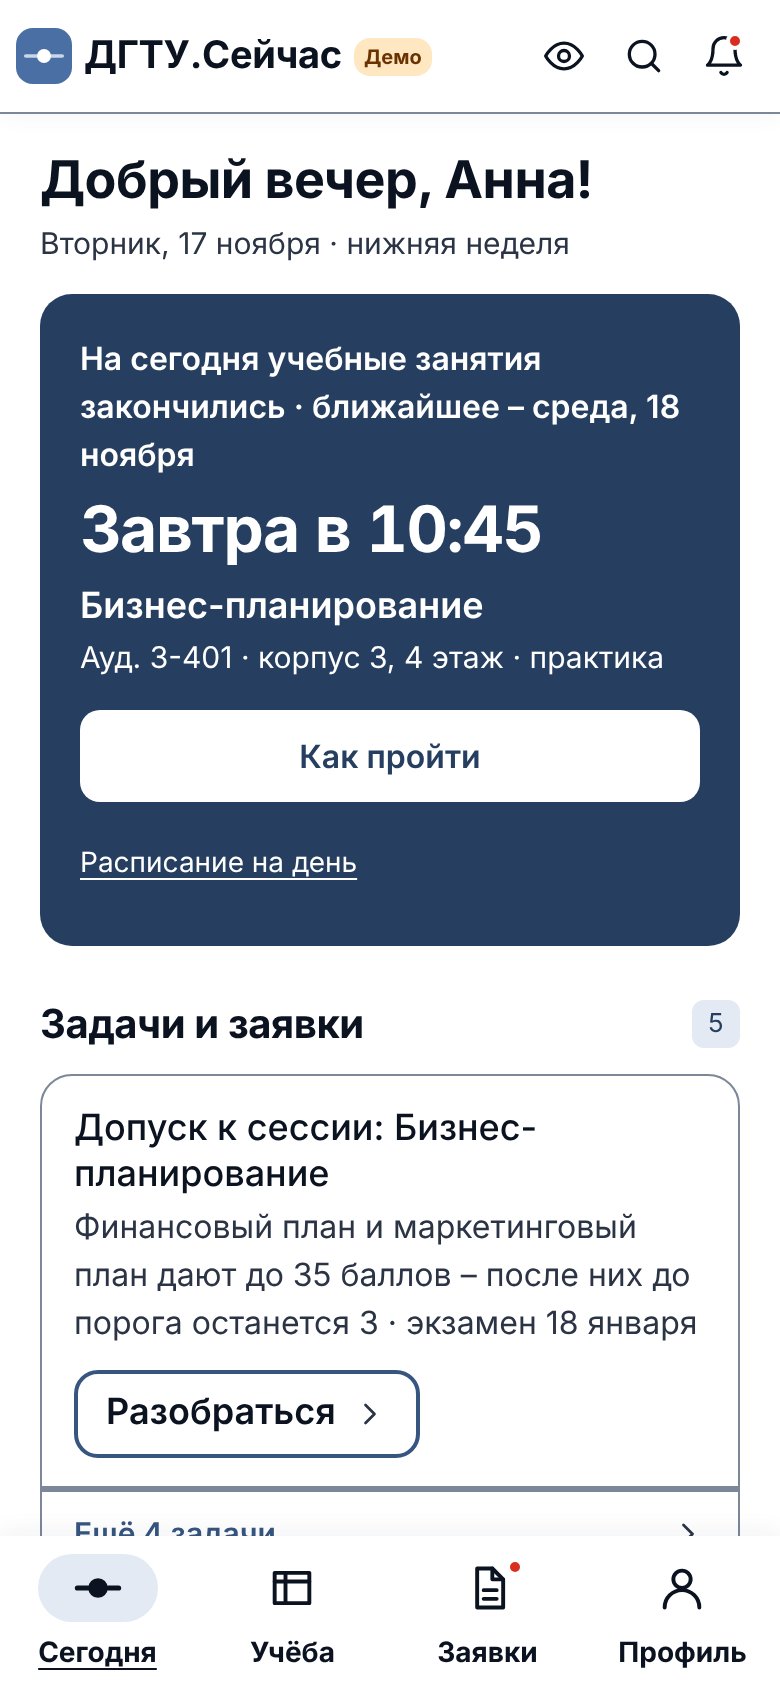 ДГТУ.Сейчас Демо
Добрый вечер, Анна!
Вторник, 17 ноября · нижняя неделя
На сегодня учебные занятия
закончились · ближайшее – среда, 18
ноября
Завтра в 10:45
Бизнес-планирование
Ауд. 3-401 · корпус 3, 4 этаж · практика
Как пройти
Расписание на день
Задачи и заявки 5
Допуск к сессии: Бизнес-
планирование
Финансовый план и маркетинговый
план дают до 35 баллов – после них до
порога останется 3 · экзамен 18 января
Разобраться
Ещё 4 задачи
Сегодня Учёба Заявки Профиль